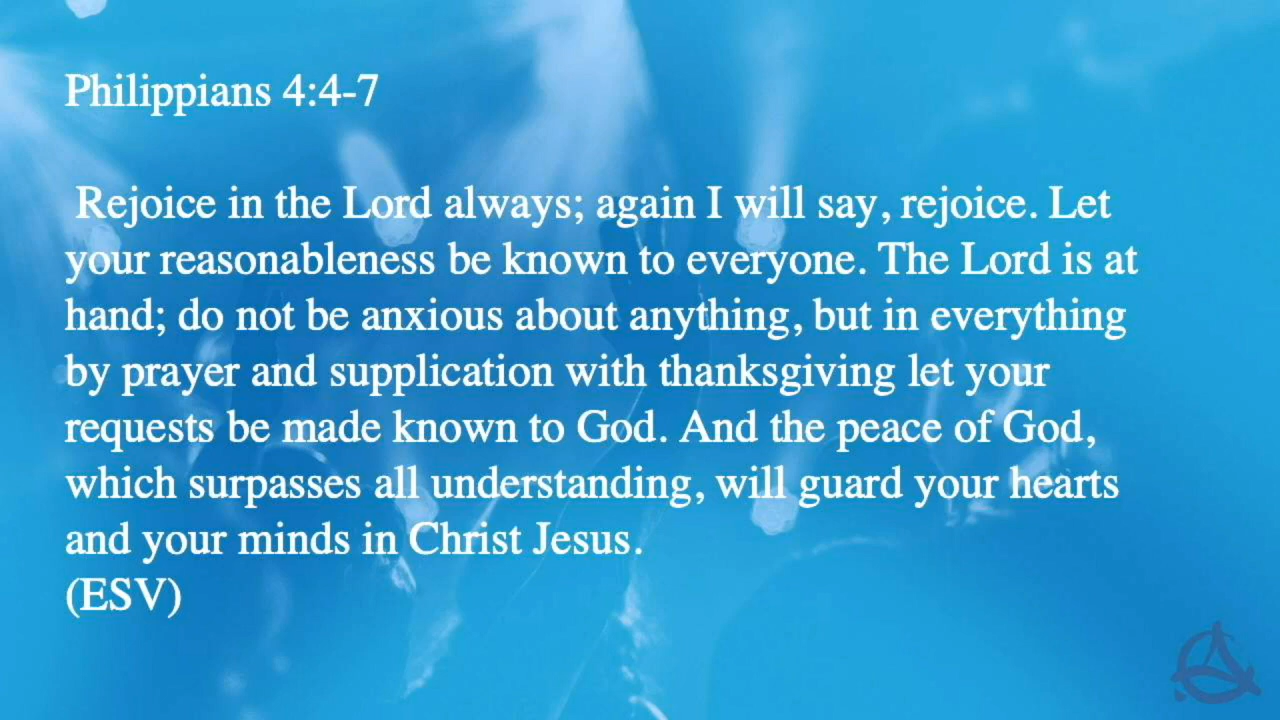 Philippians 4:4-7
Rejoice in the Lord always; again I will say, rejoice. Let
your reasonableness be known to everyone. The Lord is at
hand; do not be anxious about anything, but in everything
by prayer and supplication with thanksgiving let your
requests be made known to God. And the peace of God,
which surpasses all understanding, will guard your hearts
and your minds in Christ Jesus.
(ESV)